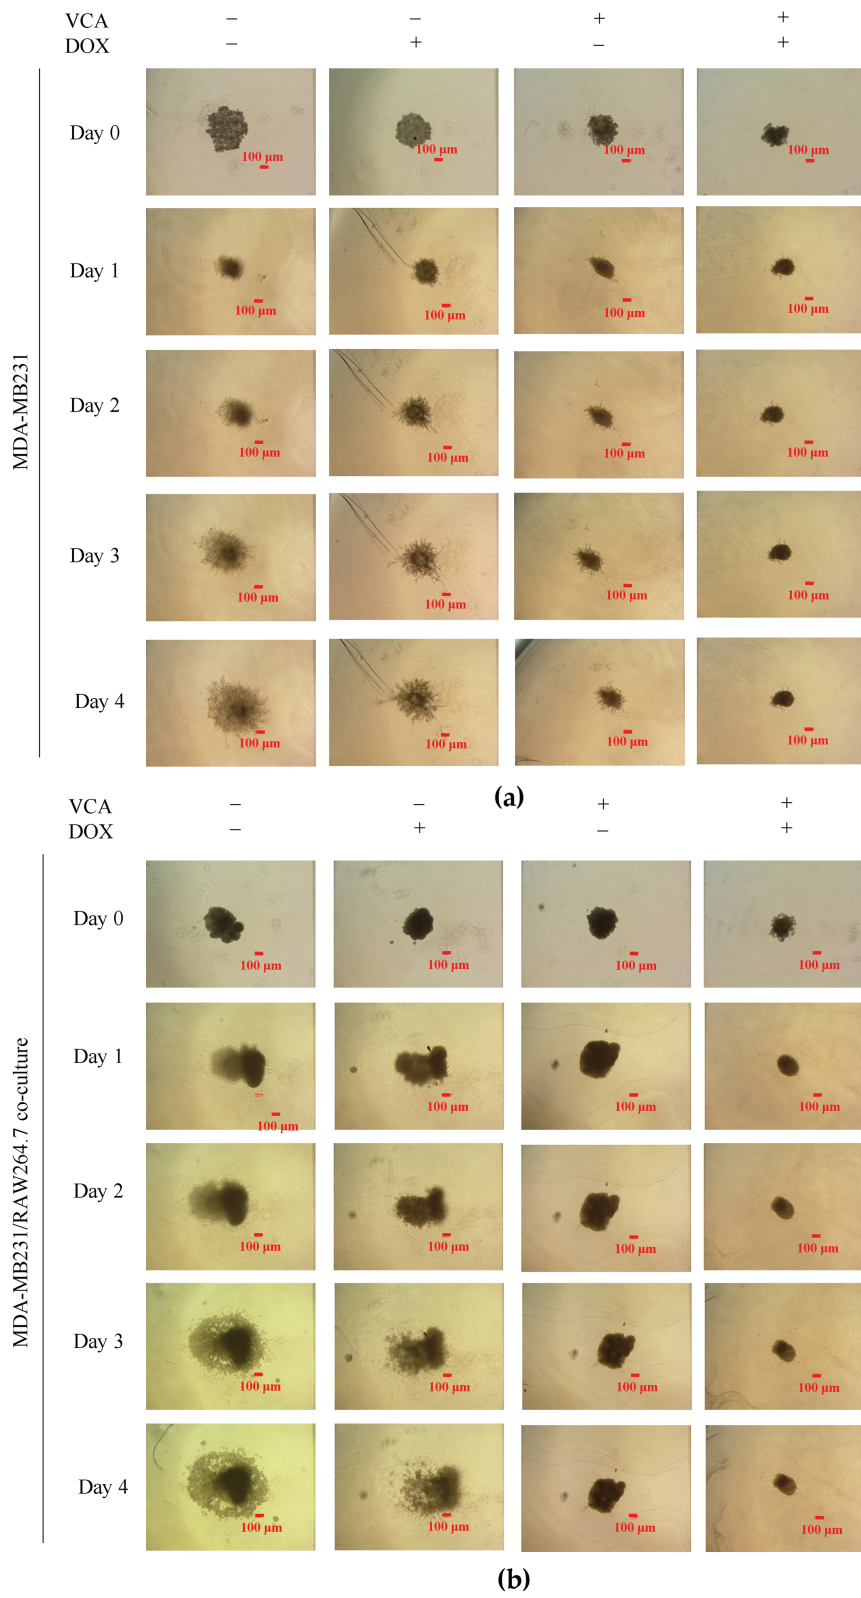 VCA – – + +
DOX – + – +
MDA-MB231
Day 0
100 µm 100 µm 100 µm 100 µm
Day 1
100 µm 100 µm 100 µm 100 µm
Day 2
100 µm 100 µm 100 µm 100 µm
Day 3
100 µm 100 µm 100 µm 100 µm
Day 4
100 µm 100 µm 100 µm 100 µm
(a)
VCA – – + +
DOX – + – +
MDA-MB231/RAW264.7 co-culture
Day 0
100 µm 100 µm 100 µm 100 µm
Day 1
100 µm 100 µm 100 µm 100 µm
Day 2
100 µm 100 µm 100 µm 100 µm
Day 3
100 µm 100 µm 100 µm 100 µm
Day 4
100 µm 100 µm 100 µm 100 µm
(b)